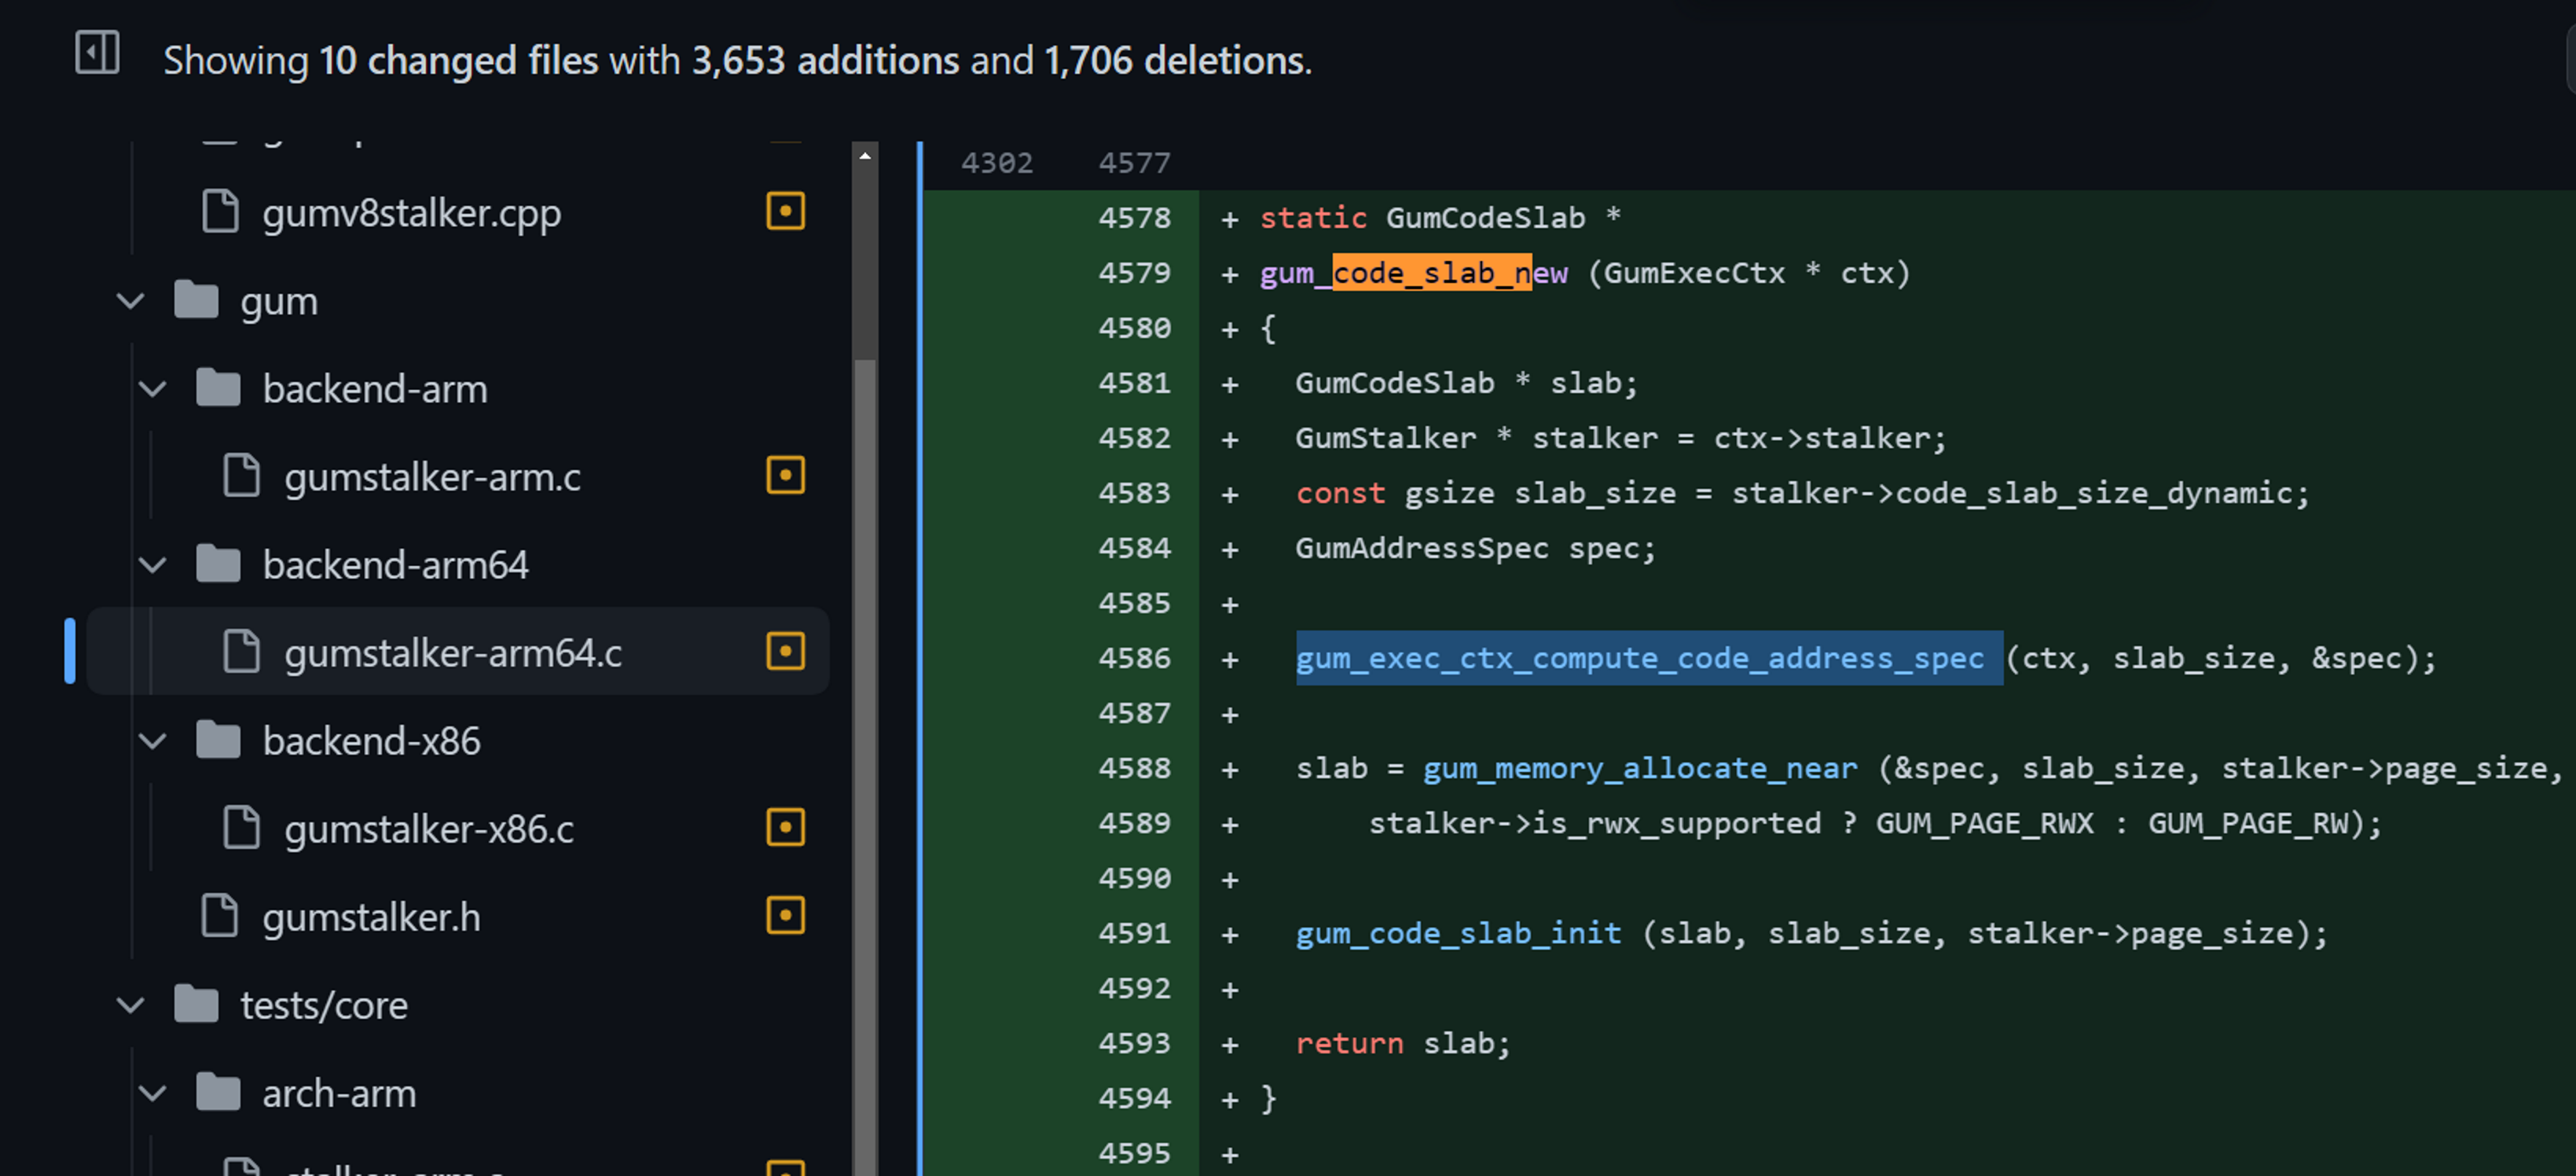 Showing 10 changed files with 3,653 additions and 1,706 deletions.
gumv8stalker.cpp
gum
backend-arm
gumstalker-arm.c
backend-arm64
gumstalker-arm64.c
backend-x86
gumstalker-x86.c
gumstalker.h
tests/core
arch-arm
4302 4577
4578 + static GumCodeSlab *
4579 + gum_code_slab_new (GumExecCtx * ctx)
4580 + {
4581 + GumCodeSlab * slab;
4582 + GumStalker * stalker = ctx->stalker;
4583 + const gsize slab_size = stalker->code_slab_size_dynamic;
4584 + GumAddressSpec spec;
4585 +
4586 + gum_exec_ctx_compute_code_address_spec (ctx, slab_size, &spec);
4587 +
4588 + slab = gum_memory_allocate_near (&spec, slab_size, stalker->page_size,
4589 + stalker->is_rwx_supported ? GUM_PAGE_RWX : GUM_PAGE_RW);
4590 +
4591 + gum_code_slab_init (slab, slab_size, stalker->page_size);
4592 +
4593 + return slab;
4594 + }
4595 +